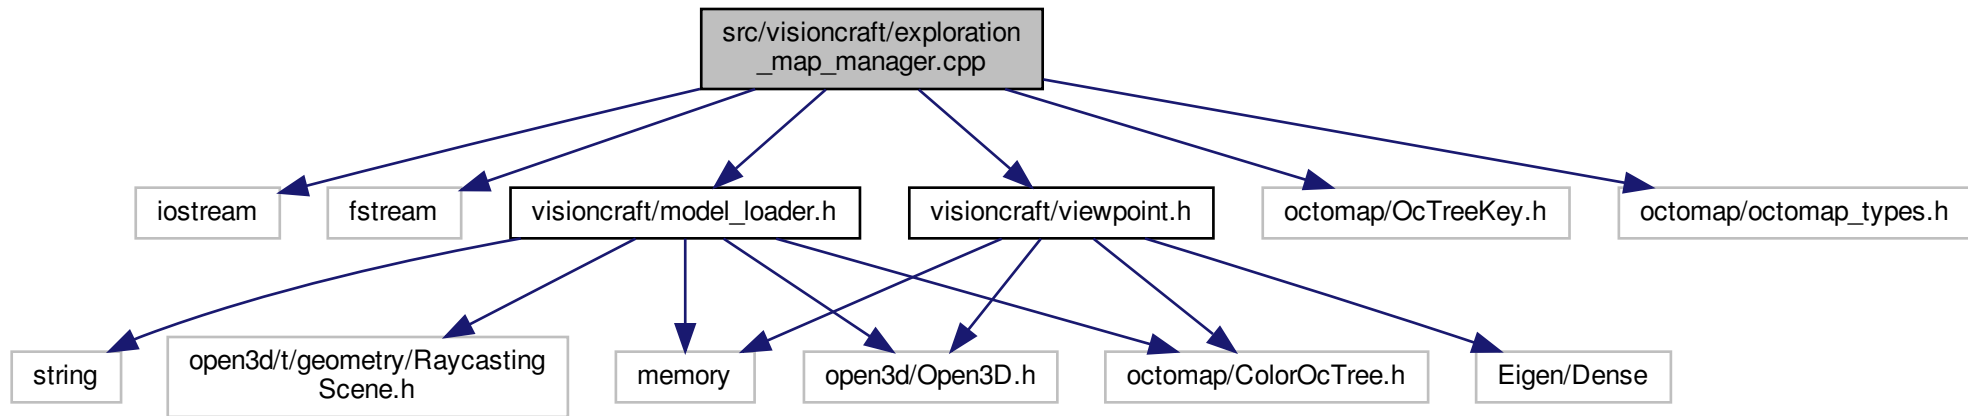 src/visioncraft/exploration
_map_manager.cpp
iostream
fstream
visioncraft/model_loader.h
visioncraft/viewpoint.h
octomap/OcTreeKey.h
octomap/octomap_types.h
string
open3d/t/geometry/Raycasting
Scene.h
memory
open3d/Open3D.h
octomap/ColorOcTree.h
Eigen/Dense